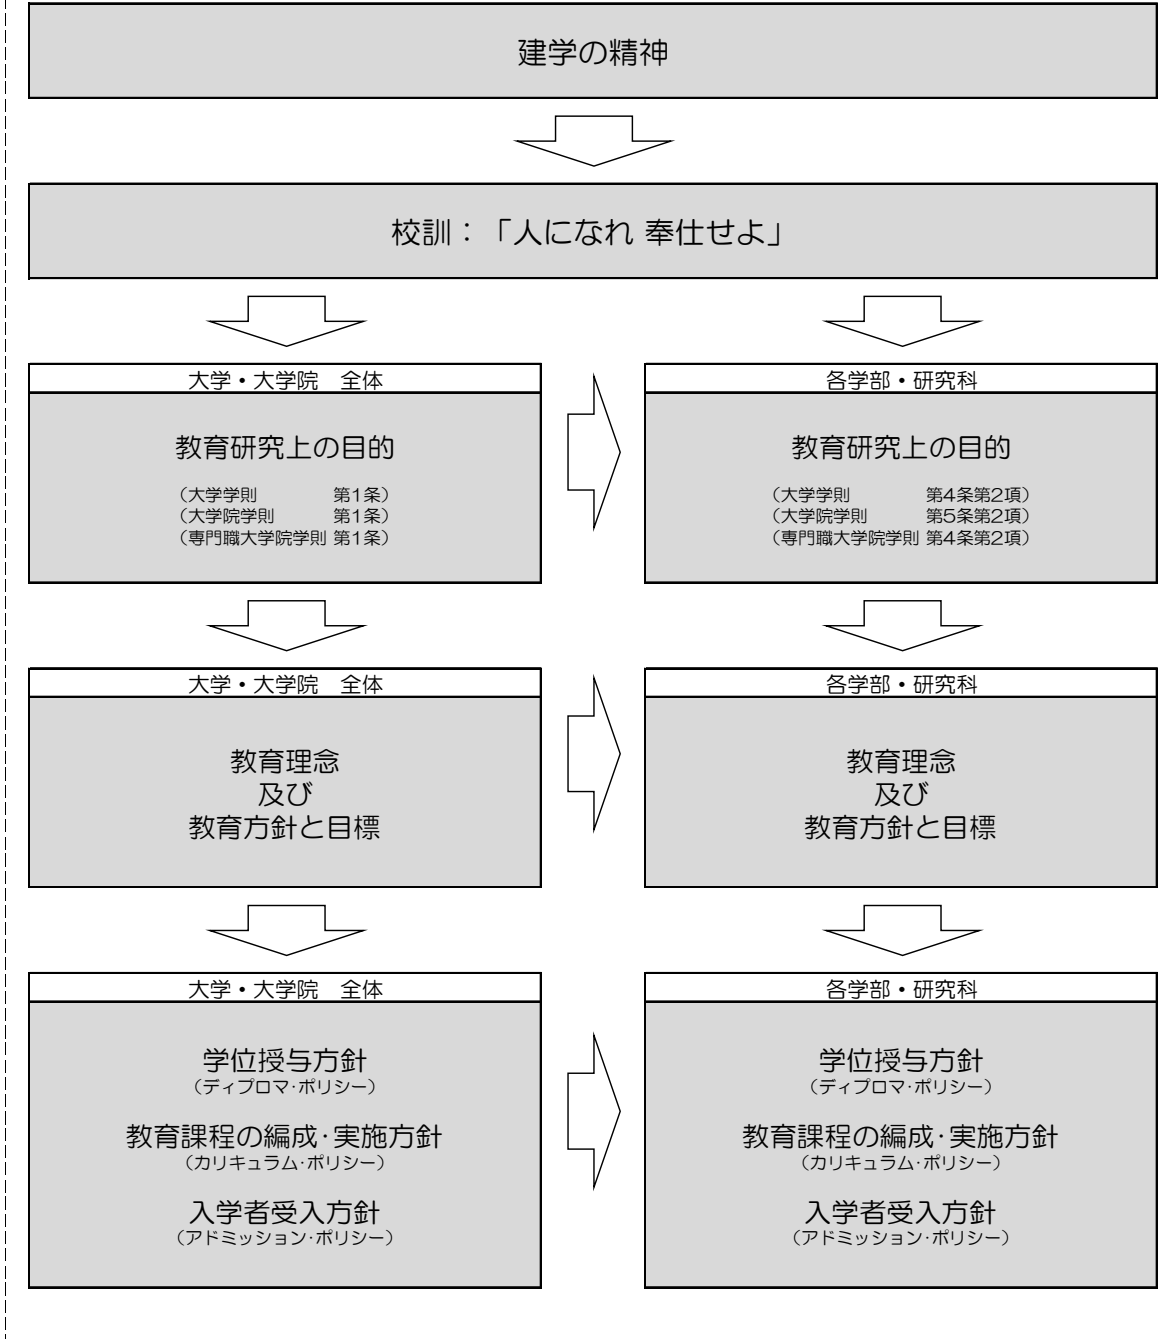 建学の精神
校訓：「人になれ 奉仕せよ」
大学・大学院　全体
教育研究上の目的
（大学学則　　　　第1条）
（大学院学則　　　第1条）
（専門職大学院学則 第1条）
各学部・研究科
教育研究上の目的
（大学学則　　　　第4条第2項）
（大学院学則　　　第5条第2項）
（専門職大学院学則 第4条第2項）
大学・大学院　全体
教育理念
及び
教育方針と目標
各学部・研究科
教育理念
及び
教育方針と目標
大学・大学院　全体
学位授与方針
（ディプロマ･ポリシー）
教育課程の編成･実施方針
（カリキュラム･ポリシー）
入学者受入方針
（アドミッション･ポリシー）
各学部・研究科
学位授与方針
（ディプロマ･ポリシー）
教育課程の編成･実施方針
（カリキュラム･ポリシー）
入学者受入方針
（アドミッション･ポリシー）